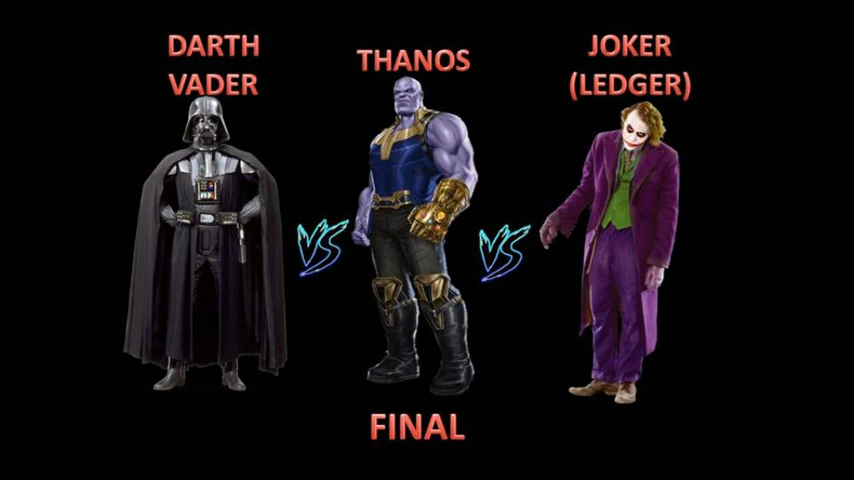 DARTH
VADER
THANOS
JOKER
(LEDGER)
VS
VS
FINAL